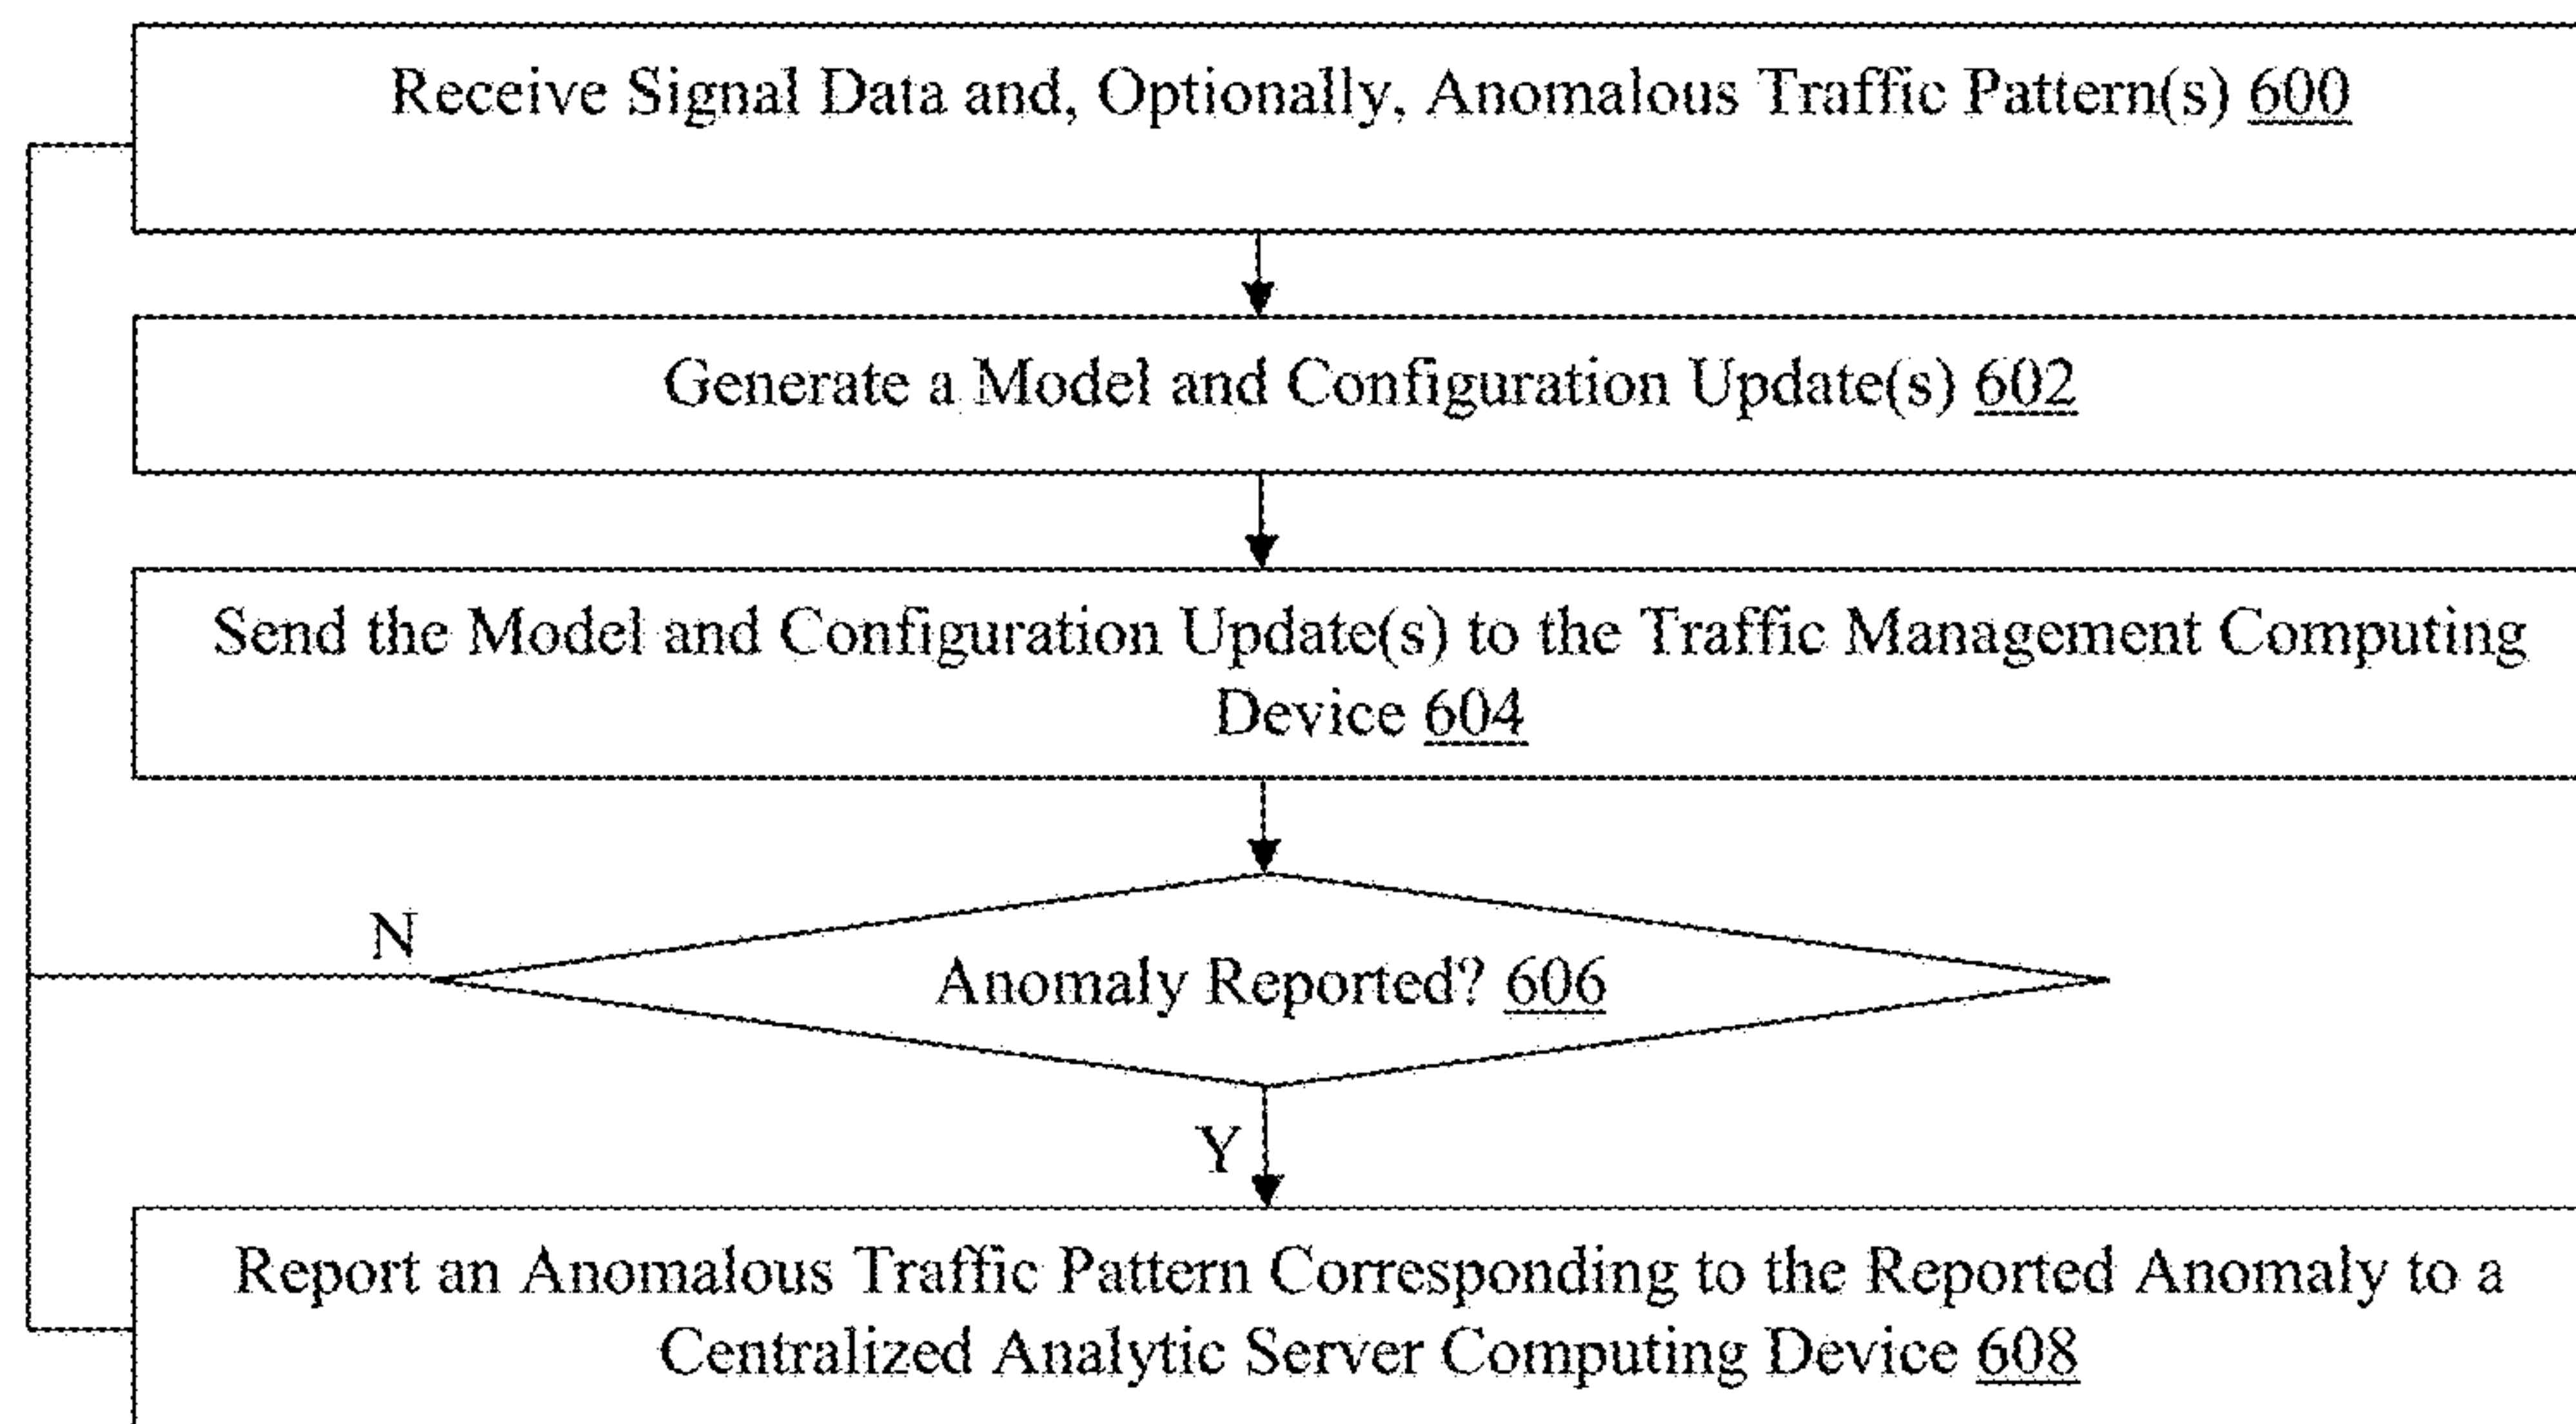 Receive Signal Data and, Optionally, Anomalous Traffic Pattern(s) 600
Generate a Model and Configuration Update(s) 602
Send the Model and Configuration Update(s) to the Traffic Management Computing
Device 604
N
Anomaly Reported? 606
Y
Report an Anomalous Traffic Pattern Corresponding to the Reported Anomaly to a
Centralized Analytic Server Computing Device 608